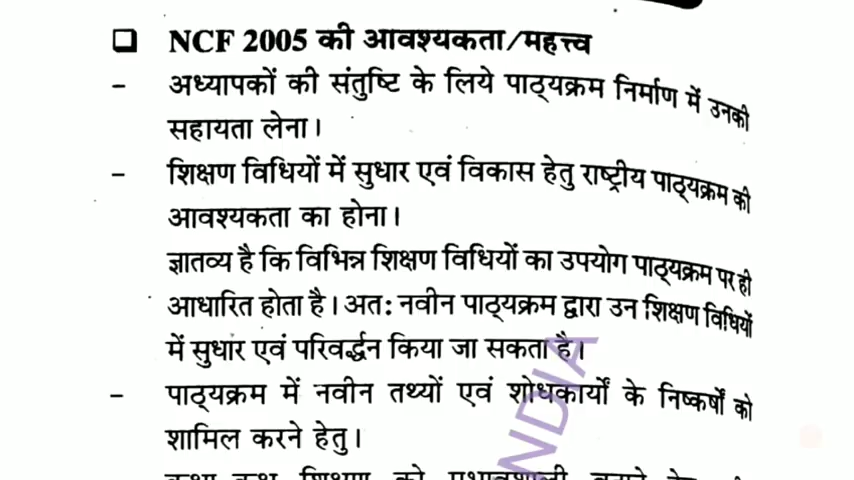 ❑ NCF 2005 की आवश्यकता/महत्त्व
- अध्यापकों की संतुष्टि के लिये पाठ्यक्रम निर्माण में उनकी
सहायता लेना।
- शिक्षण विधियों में सुधार एवं विकास हेतु राष्ट्रीय पाठ्यक्रम की
आवश्यकता का होना।
ज्ञातव्य है कि विभिन्न शिक्षण विधियों का उपयोग पाठ्यक्रम पर ही
आधारित होता है। अतः नवीन पाठ्यक्रम द्वारा उन शिक्षण विधियों
में सुधार एवं परिवर्द्धन किया जा सकता है।
- पाठ्यक्रम में नवीन तथ्यों एवं शोधकार्यों के निष्कर्षों को
शामिल करने हेतु।
NDIA